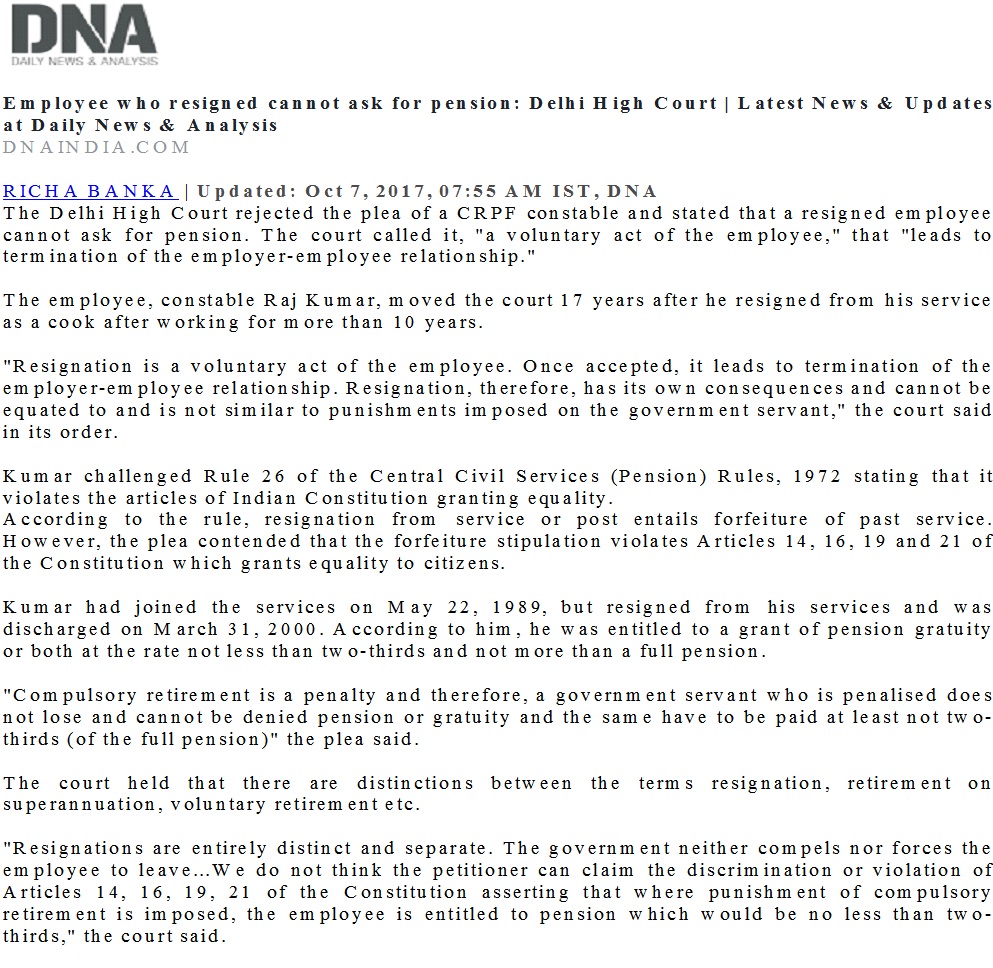 DNA
DAILY NEWS & ANALYSIS
Employee who resigned cannot ask for pension: Delhi High Court | Latest News & Updates
at Daily News & Analysis
DNAINDIA.COM
RICHA BANKA | Updated: Oct 7, 2017, 07:55 AM IST, DNA
The Delhi High Court rejected the plea of a CRPF constable and stated that a resigned employee
cannot ask for pension. The court called it, "a voluntary act of the employee," that "leads to
termination of the employer-employee relationship."
The employee, constable Raj Kumar, moved the court 17 years after he resigned from his service
as a cook after working for more than 10 years.
"Resignation is a voluntary act of the employee. Once accepted, it leads to termination of the
employer-employee relationship. Resignation, therefore, has its own consequences and cannot be
equated to and is not similar to punishments imposed on the government servant," the court said
in its order.
Kumar challenged Rule 26 of the Central Civil Services (Pension) Rules, 1972 stating that it
violates the articles of Indian Constitution granting equality.
According to the rule, resignation from service or post entails forfeiture of past service.
However, the plea contended that the forfeiture stipulation violates Articles 14, 16, 19 and 21 of
the Constitution which grants equality to citizens.
Kumar had joined the services on May 22, 1989, but resigned from his services and was
discharged on March 31, 2000. According to him, he was entitled to a grant of pension gratuity
or both at the rate not less than two-thirds and not more than a full pension.
"Compulsory retirement is a penalty and therefore, a government servant who is penalised does
not lose and cannot be denied pension or gratuity and the same have to be paid at least not two-
thirds (of the full pension)" the plea said.
The court held that there are distinctions between the terms resignation, retirement on
superannuation, voluntary retirement etc.
"Resignations are entirely distinct and separate. The government neither compels nor forces the
employee to leave...We do not think the petitioner can claim the discrimination or violation of
Articles 14, 16, 19, 21 of the Constitution asserting that where punishment of compulsory
retirement is imposed, the employee is entitled to pension which would be no less than two-
thirds," the court said.